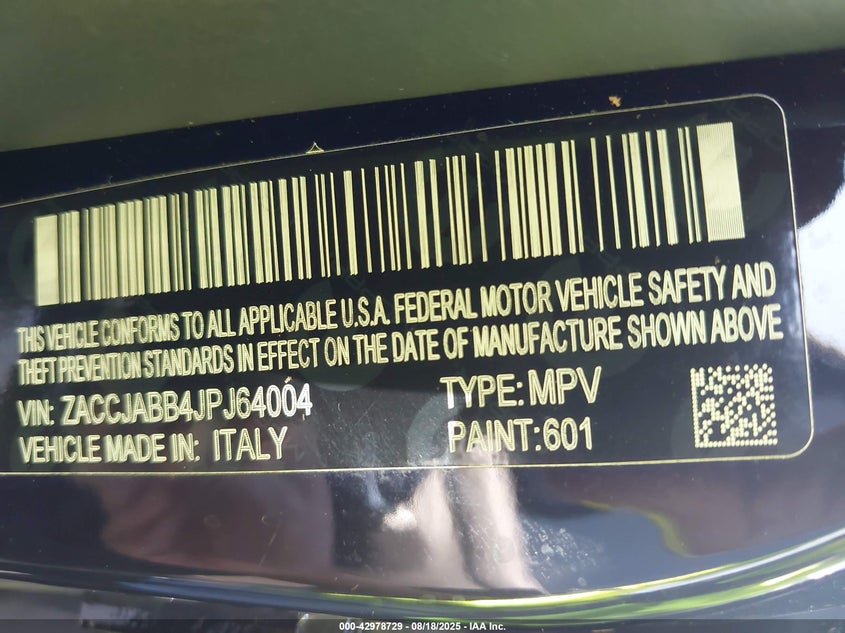 THIS VEHICLE CONFORMS TO ALL APPLICABLE U.S.A. FEDERAL MOTOR VEHICLE SAFETY AND
THEFT PREVENTION STANDARDS IN EFFECT ON THE DATE OF MANUFACTURE SHOWN ABOVE
VIN: ZACCJABB4JPJ64004 TYPE: MPV
VEHICLE MADE IN: ITALY PAINT:601
000-42978729 - 08/18/2025 - IAA Inc.